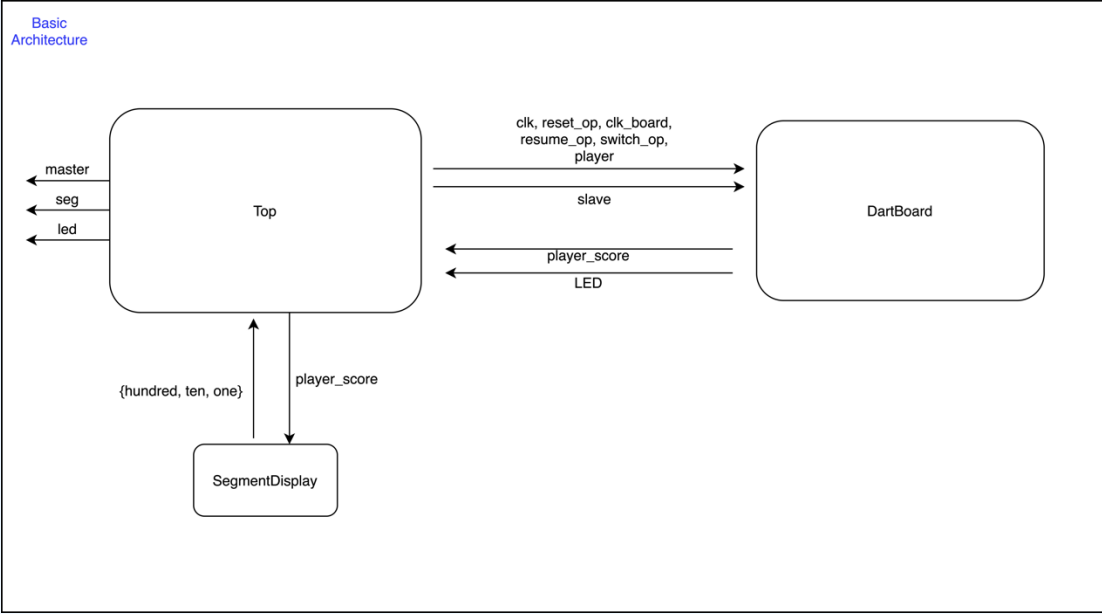 Basic
Architecture
clk, reset_op, clk_board,
resume_op, switch_op,
player
master
seg
led
Top
slave
DartBoard
player_score
LED
{hundred, ten, one}
player_score
SegmentDisplay